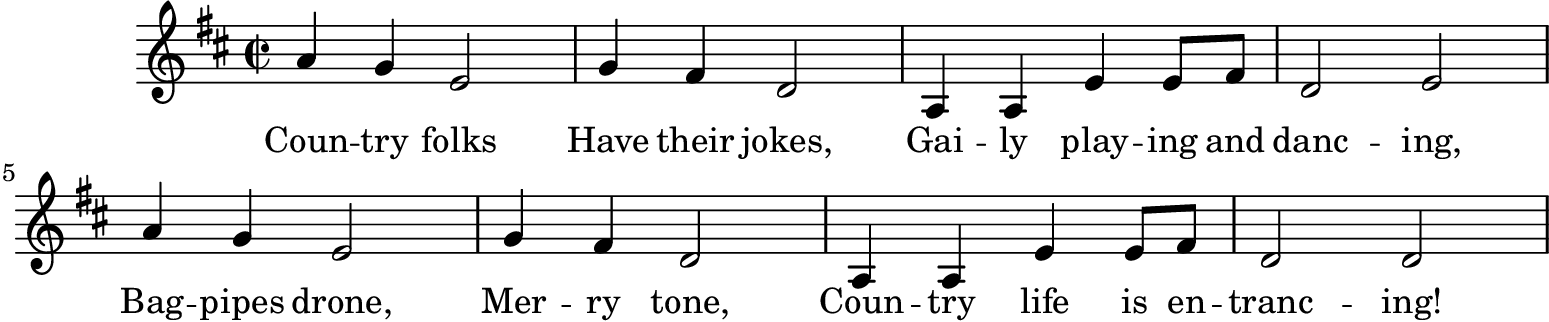 Coun -- try folks Have their jokes, Gai -- ly play -- ing and danc -- ing,
5
Bag -- pipes drone, Mer -- ry tone, Coun -- try life is en -- tranc -- ing!